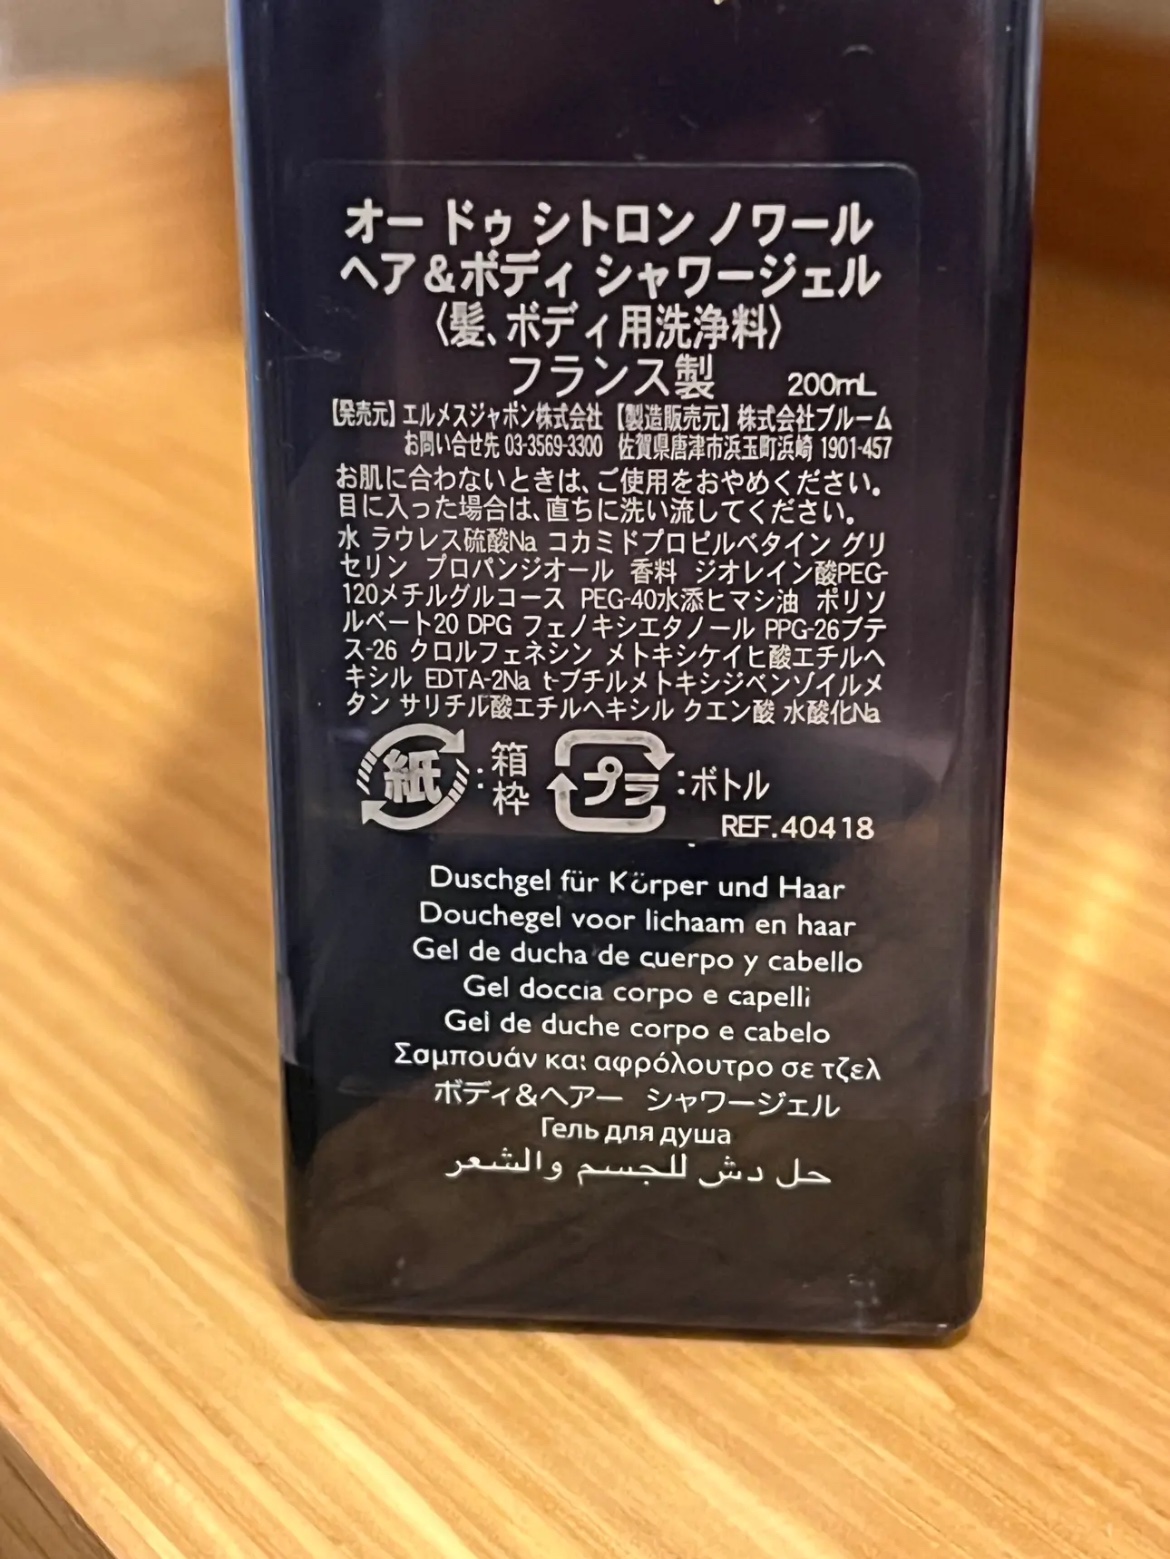 オー ドゥ シトロン ノワール
ヘア&ボディ シャワージェル
〈髪、ボディ用洗浄料〉
フランス製 200mL
【発売元】エルメスジャポン株式会社 【製造販売元】株式会社ブルーム
お問い合せ先 03-3569-3300 佐賀県唐津市浜玉町浜崎 1901-457
お肌に合わないときは、ご使用をおやめください。
目に入った場合は、直ちに洗い流してください。
水 ラウレス硫酸Na コカミドプロピルベタイン グリ
セリン プロパンジオール 香料 ジオレイン酸PEG-
120メチルグルコース PEG-40水添ヒマシ油 ポリソ
ルベート20 DPG フェノキシエタノール PPG-26ブテ
ス-26 クロルフェネシン メトキシケイヒ酸エチルヘ
キシル EDTA-2Na t-ブチルメトキシジベンゾイルメ
タン サリチル酸エチルヘキシル クエン酸 水酸化Na
紙:箱 枠 プラ:ボトル
REF.40418
Duschgel für Körper und Haar
Douchegel voor lichaam en haar
Gel de ducha de cuerpo y cabello
Gel doccia corpo e capelli
Gel de duche corpo e cabelo
Σαμπουάν και αφρόλουτρο σε τζελ
ボディ&ヘアー シャワージェル
Гель для душа
جل دش للجسم والشعر